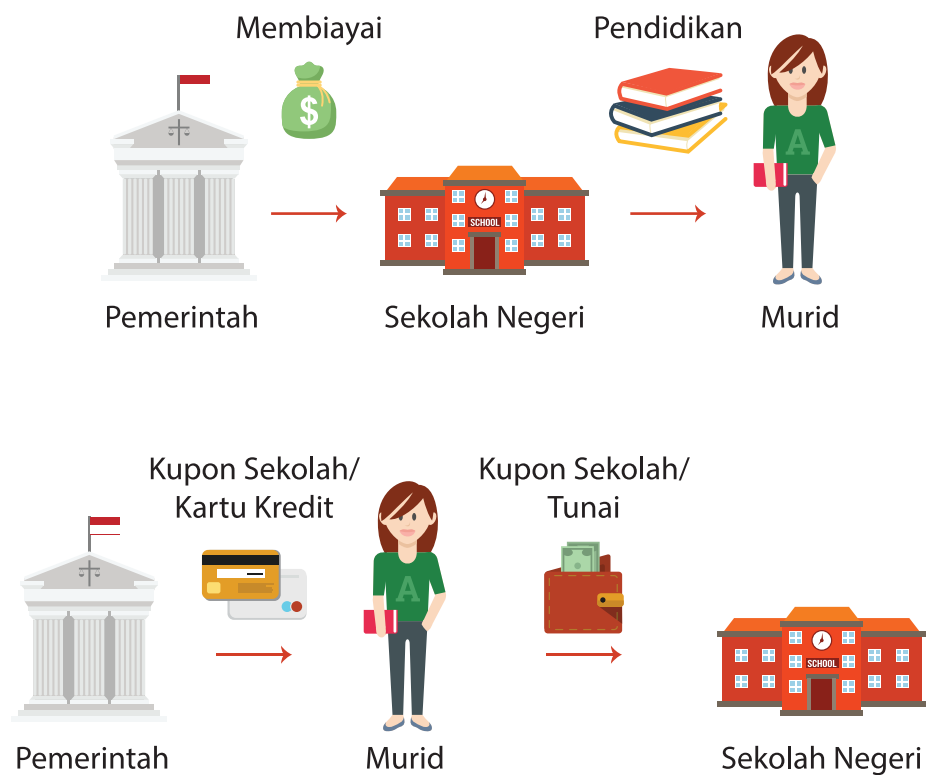 Membiayai
Pendidikan
$
A
SCHOOL
Pemerintah
Sekolah Negeri
Murid
Kupon Sekolah/
Kartu Kredit
Kupon Sekolah/
Tunai
A
SCHOOL
Pemerintah
Murid
Sekolah Negeri